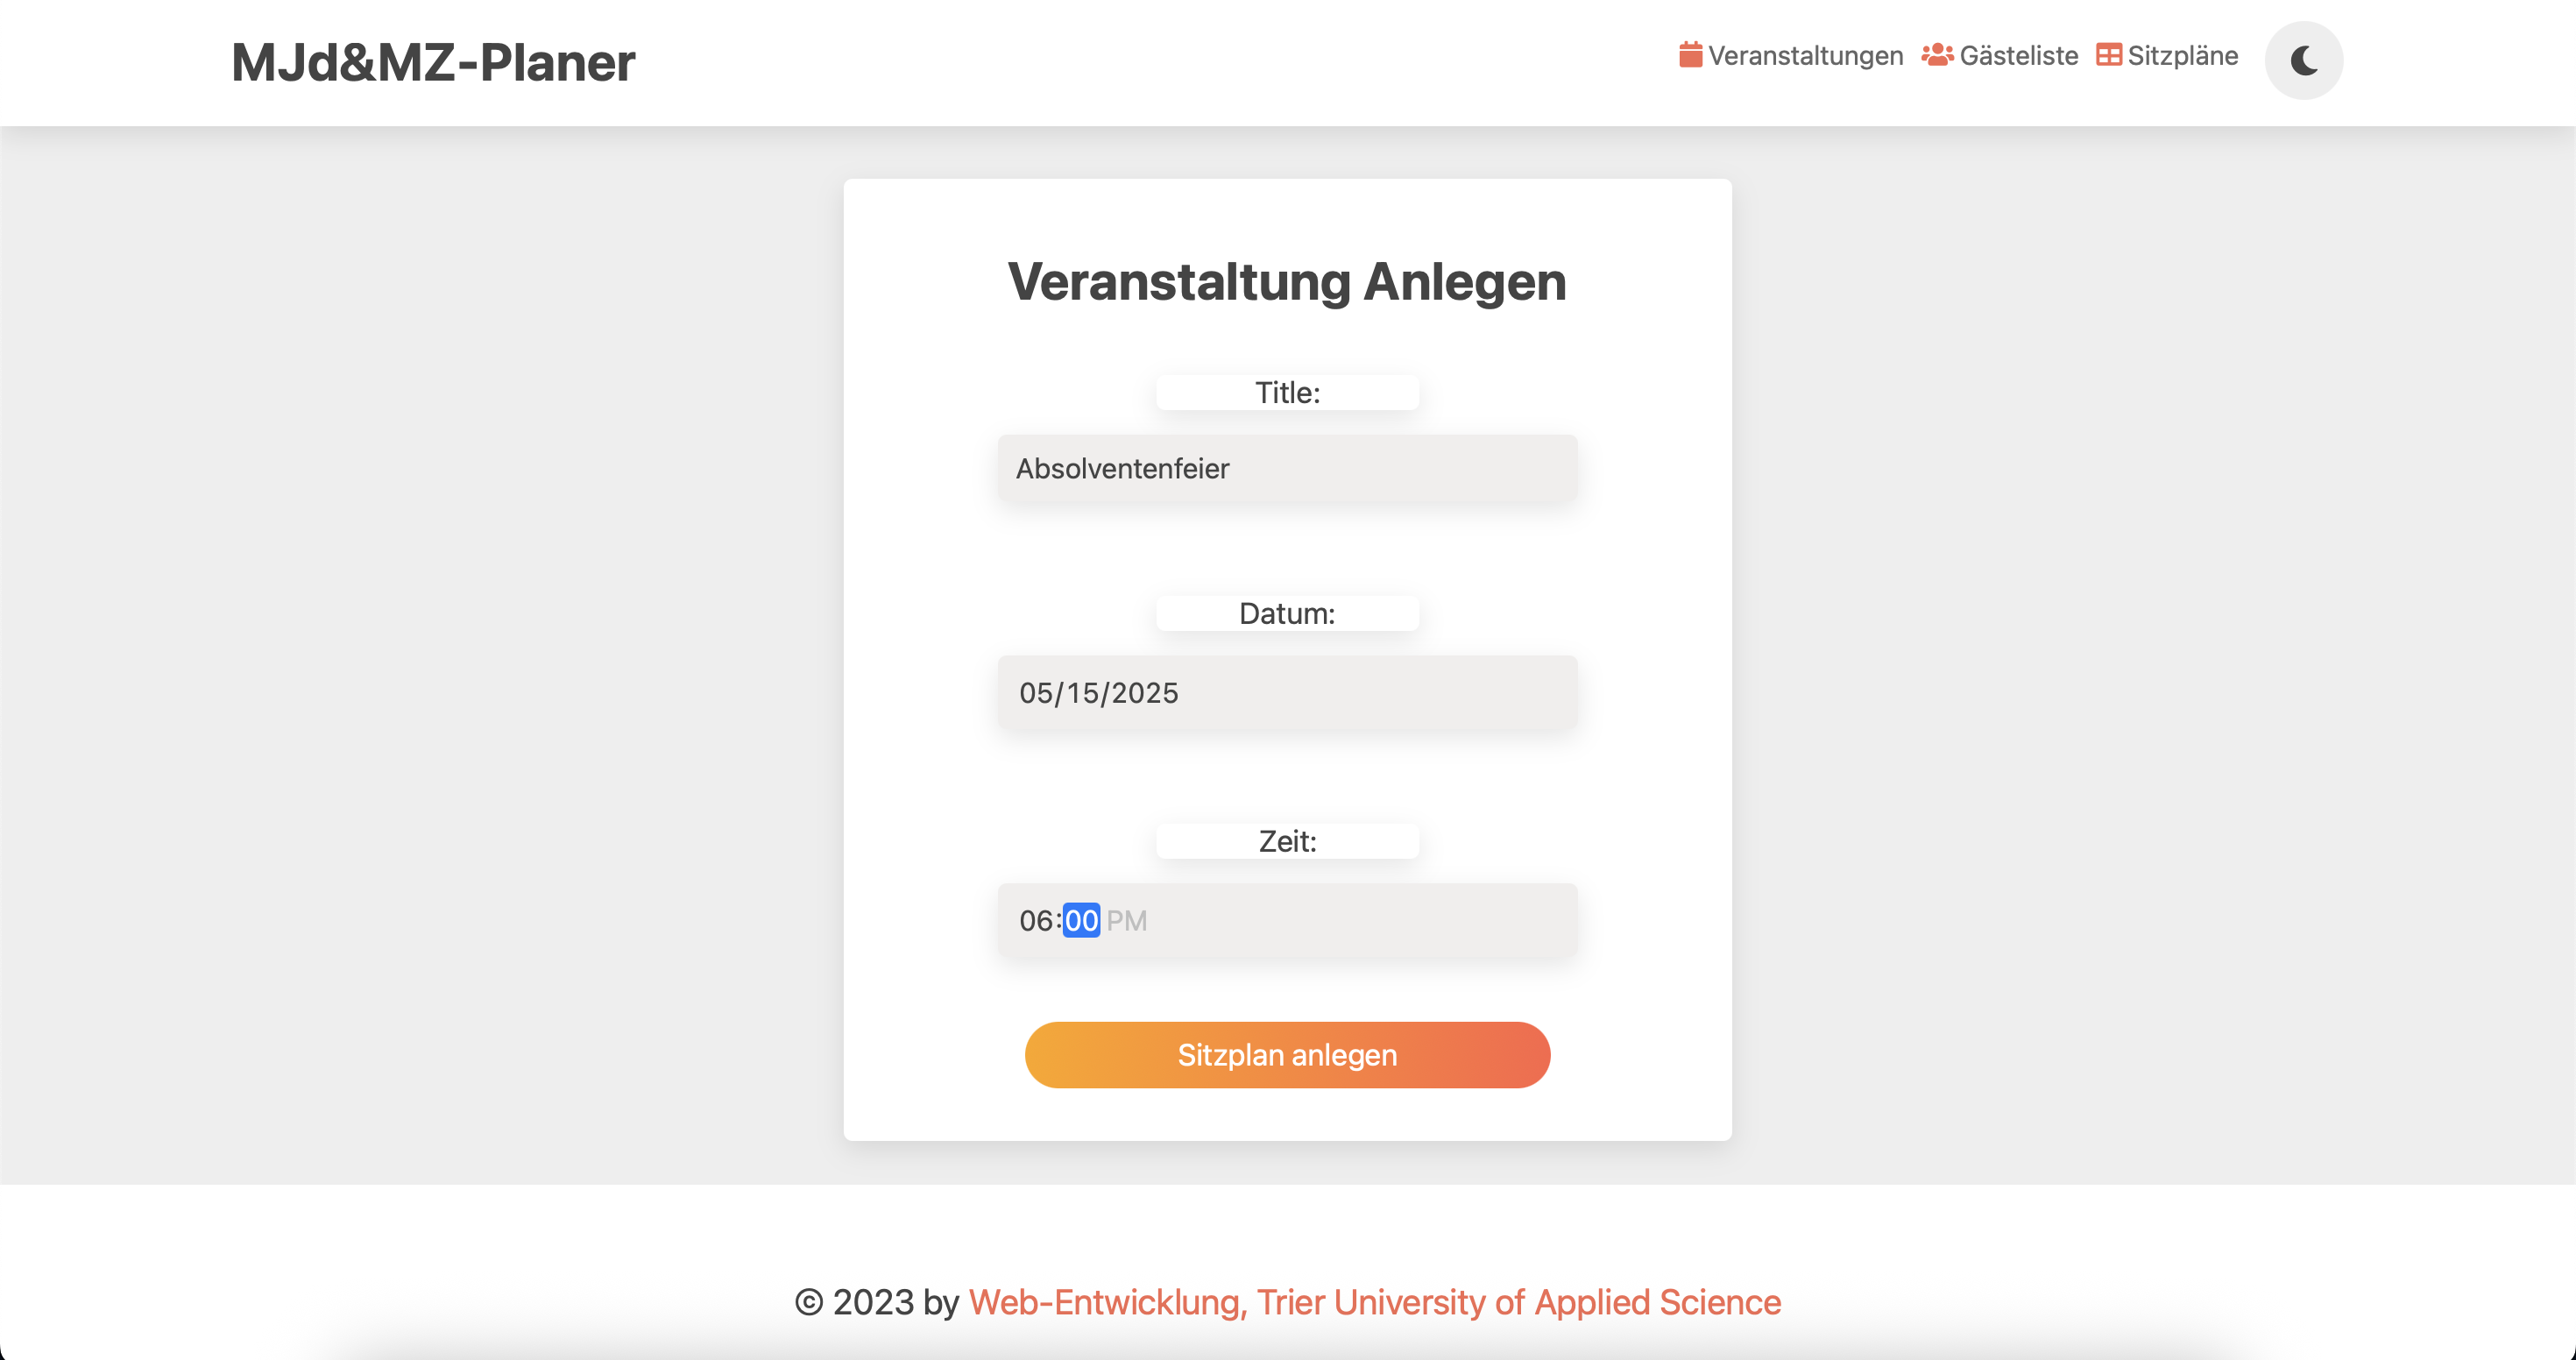 MJd&MZ-Planer
Veranstaltungen Gästeliste Sitzpläne
Veranstaltung Anlegen
Title:
Absolventenfeier
Datum:
05/15/2025
Zeit:
06:00 PM
Sitzplan anlegen
© 2023 by Web-Entwicklung, Trier University of Applied Science